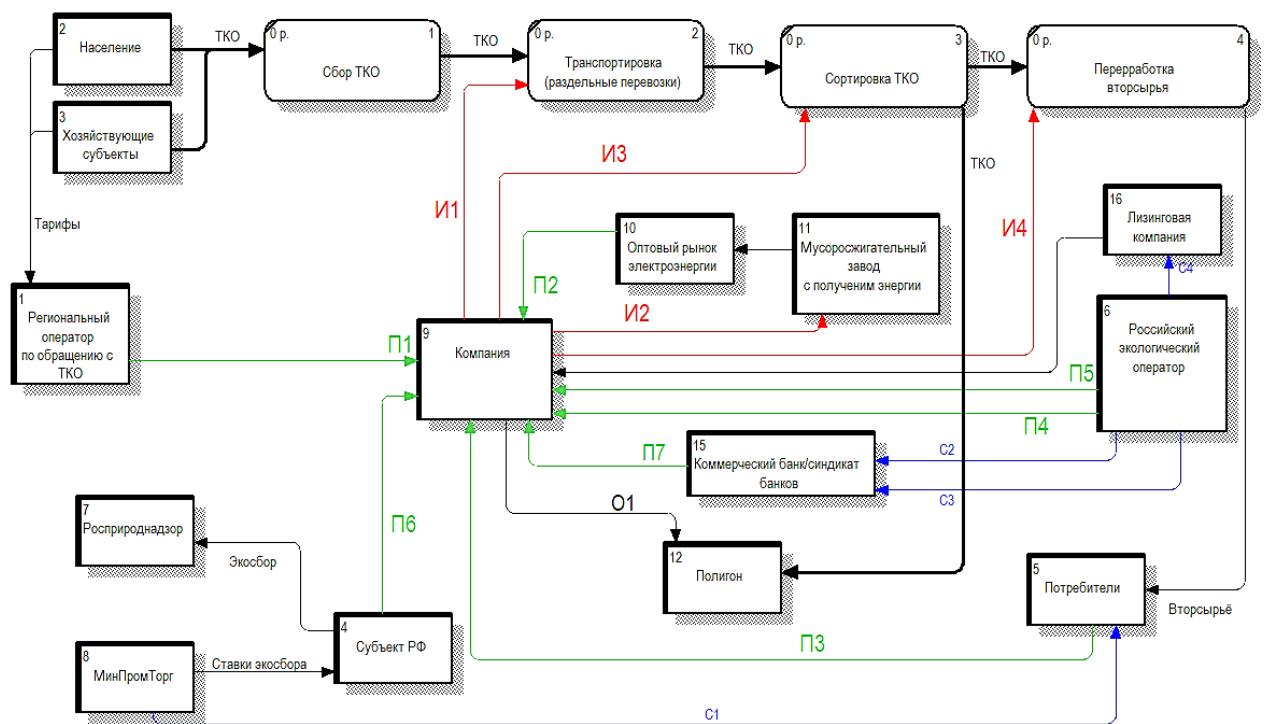 2
Население
ТКО
0 р.
1
Сбор ТКО
ТКО
0 р.
2
Транспортировка
(раздельные перевозки)
ТКО
0 р.
3
Сортировка ТКО
ТКО
0 р.
4
Перерработка
вторсырья
3
Хозяйствующие
субъекты
И3
ТКО
И1
И4
Тарифы
16
Лизинговая
компания
10
Оптовый рынок
электроэнергии
11
Мусоросжигательный
завод
с получением энергии
С4
П2
И2
1
Региональный
оператор
по обращению с
ТКО
П1
9
Компания
6
Российский
экологический
оператор
П5
П4
15
Коммерческий банк/синдикат
банков
П7
С2
С3
О1
П6
7
Росприроднадзор
Экосбор
12
Полигон
5
Потребители
Вторсырьё
4
Субъект РФ
8
МинПромТорг
Ставки экосбора
П3
С1